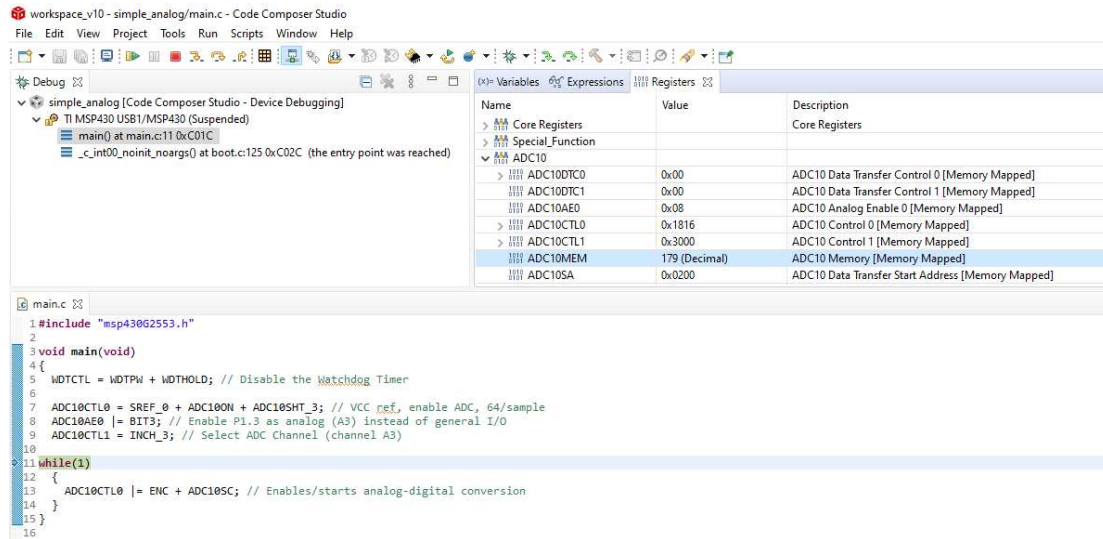 workspace_v10 - simple_analog/main.c - Code Composer Studio
File Edit View Project Tools Run Scripts Window Help
Debug
simple_analog [Code Composer Studio - Device Debugging]
TI MSP430 USB1/MSP430 (Suspended)
main() at main.c:11 0xC01C
_c_int00_noinit_noargs() at boot.c:125 0xC02C (the entry point was reached)
(x)= Variables Expressions Registers
Name Value Description
Core Registers Core Registers
Special_Function
ADC10
ADC10DTC0 0x00 ADC10 Data Transfer Control 0 [Memory Mapped]
ADC10DTC1 0x00 ADC10 Data Transfer Control 1 [Memory Mapped]
ADC10AE0 0x08 ADC10 Analog Enable 0 [Memory Mapped]
ADC10CTL0 0x1816 ADC10 Control 0 [Memory Mapped]
ADC10CTL1 0x3000 ADC10 Control 1 [Memory Mapped]
ADC10MEM 179 (Decimal) ADC10 Memory [Memory Mapped]
ADC10SA 0x0200 ADC10 Data Transfer Start Address [Memory Mapped]
main.c
1 #include "msp430G2553.h"
2
3 void main(void)
4 {
5 WDTCTL = WDTPW + WDTHOLD; // Disable the Watchdog Timer
6
7 ADC10CTL0 = SREF_0 + ADC10ON + ADC10SHT_3; // VCC ref, enable ADC, 64/sample
8 ADC10AE0 |= BIT3; // Enable P1.3 as analog (A3) instead of general I/O
9 ADC10CTL1 = INCH_3; // Select ADC Channel (channel A3)
10
11 while(1)
12 {
13 ADC10CTL0 |= ENC + ADC10SC; // Enables/starts analog-digital conversion
14 }
15 }
16